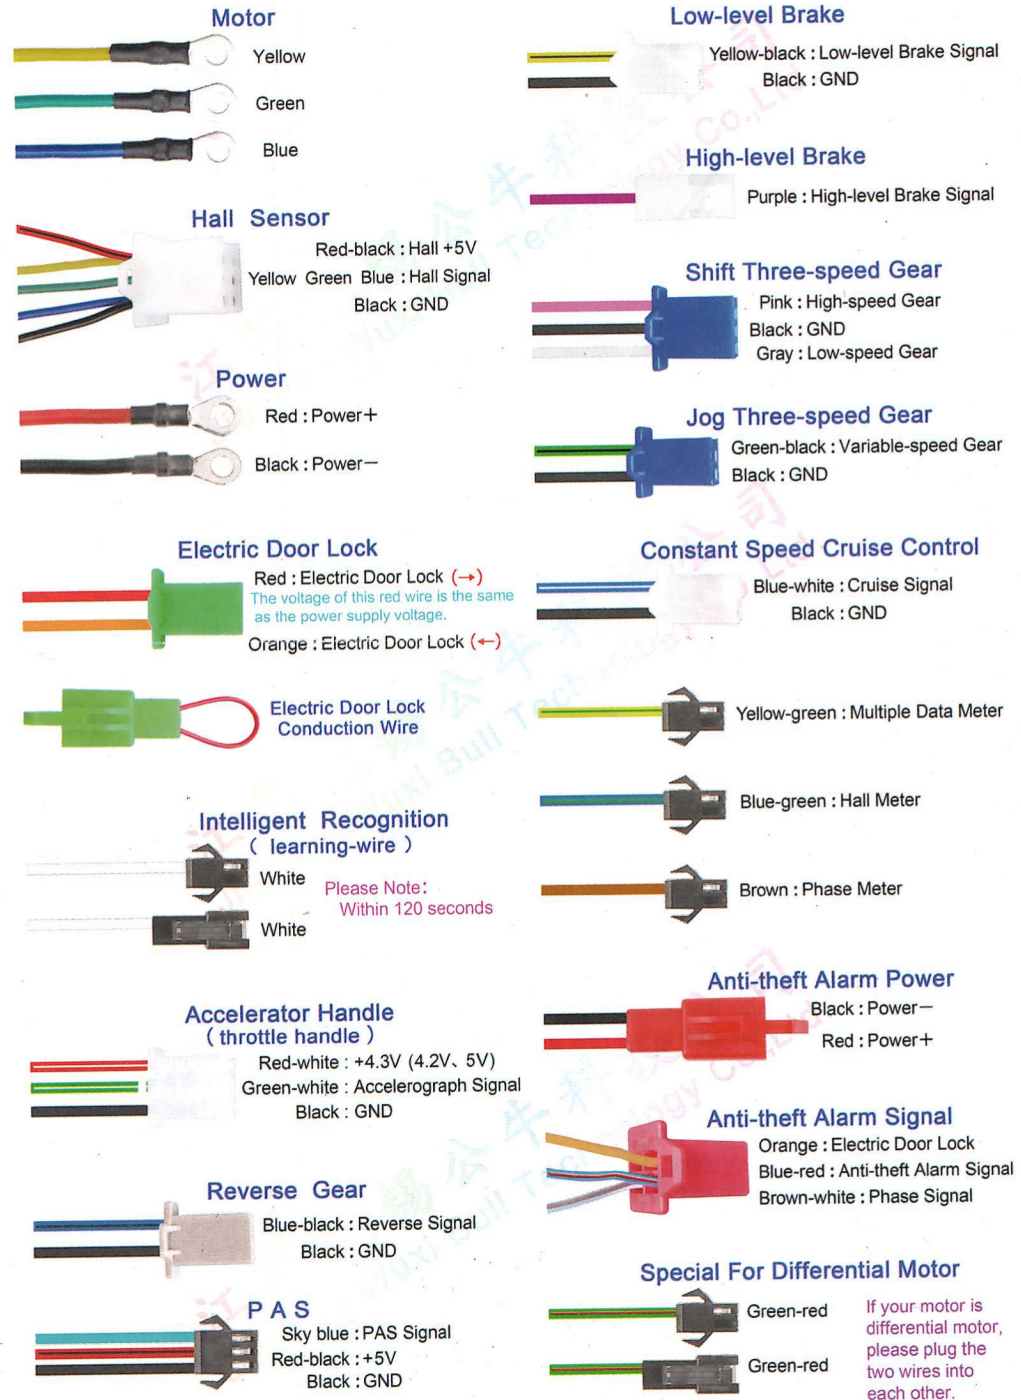 Motor
Yellow
Green
Blue
Hall Sensor
Red-black : Hall +5V
Yellow Green Blue : Hall Signal
Black : GND
Power
Red : Power+
Black : Power−
Electric Door Lock
Red : Electric Door Lock (→)
The voltage of this red wire is the same
as the power supply voltage.
Orange : Electric Door Lock (←)
Electric Door Lock
Conduction Wire
Intelligent Recognition
( learning-wire )
White
White
Please Note:
Within 120 seconds
Accelerator Handle
( throttle handle )
Red-white : +4.3V (4.2V、5V)
Green-white : Accelerograph Signal
Black : GND
Reverse Gear
Blue-black : Reverse Signal
Black : GND
PAS
Sky blue : PAS Signal
Red-black : +5V
Black : GND
Low-level Brake
Yellow-black : Low-level Brake Signal
Black : GND
High-level Brake
Purple : High-level Brake Signal
Shift Three-speed Gear
Pink : High-speed Gear
Black : GND
Gray : Low-speed Gear
Jog Three-speed Gear
Green-black : Variable-speed Gear
Black : GND
Constant Speed Cruise Control
Blue-white : Cruise Signal
Black : GND
Yellow-green : Multiple Data Meter
Blue-green : Hall Meter
Brown : Phase Meter
Anti-theft Alarm Power
Black : Power−
Red : Power+
Anti-theft Alarm Signal
Orange : Electric Door Lock
Blue-red : Anti-theft Alarm Signal
Brown-white : Phase Signal
Special For Differential Motor
Green-red
Green-red
If your motor is
differential motor,
please plug the
two wires into
each other.
Wuxi Bull Technology Co.,Ltd